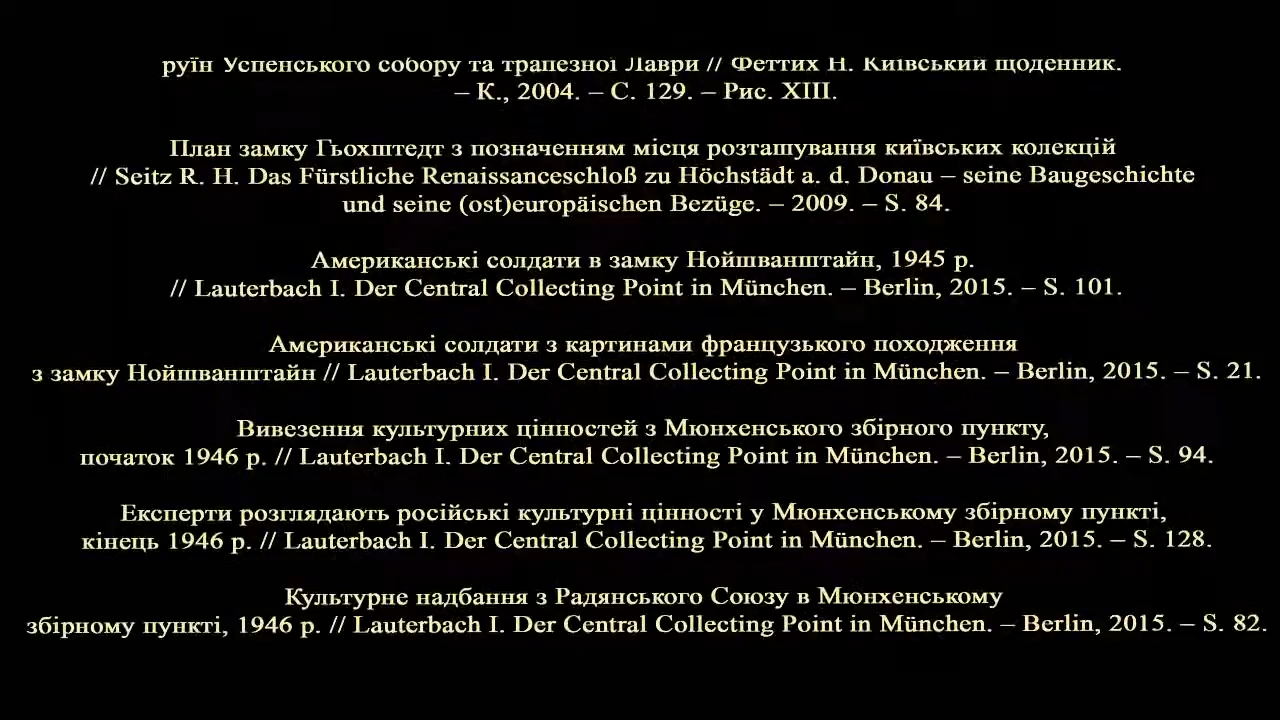 руїн Успенського собору та трапезної Лаври // Феттих Н. Київський щоденник.
– К., 2004. – С. 129. – Рис. XIII.
План замку Гьохштедт з позначенням місця розташування київських колекцій
// Seitz R. H. Das Fürstliche Renaissanceschloß zu Höchstädt a. d. Donau – seine Baugeschichte
und seine (ost)europäischen Bezüge. – 2009. – S. 84.
Американські солдати в замку Нойшванштайн, 1945 р.
// Lauterbach I. Der Central Collecting Point in München. – Berlin, 2015. – S. 101.
Американські солдати з картинами французького походження
з замку Нойшванштайн // Lauterbach I. Der Central Collecting Point in München. – Berlin, 2015. – S. 21.
Вивезення культурних цінностей з Мюнхенського збірного пункту,
початок 1946 р. // Lauterbach I. Der Central Collecting Point in München. – Berlin, 2015. – S. 94.
Експерти розглядають російські культурні цінності у Мюнхенському збірному пункті,
кінець 1946 р. // Lauterbach I. Der Central Collecting Point in München. – Berlin, 2015. – S. 128.
Культурне надбання з Радянського Союзу в Мюнхенському
збірному пункті, 1946 р. // Lauterbach I. Der Central Collecting Point in München. – Berlin, 2015. – S. 82.